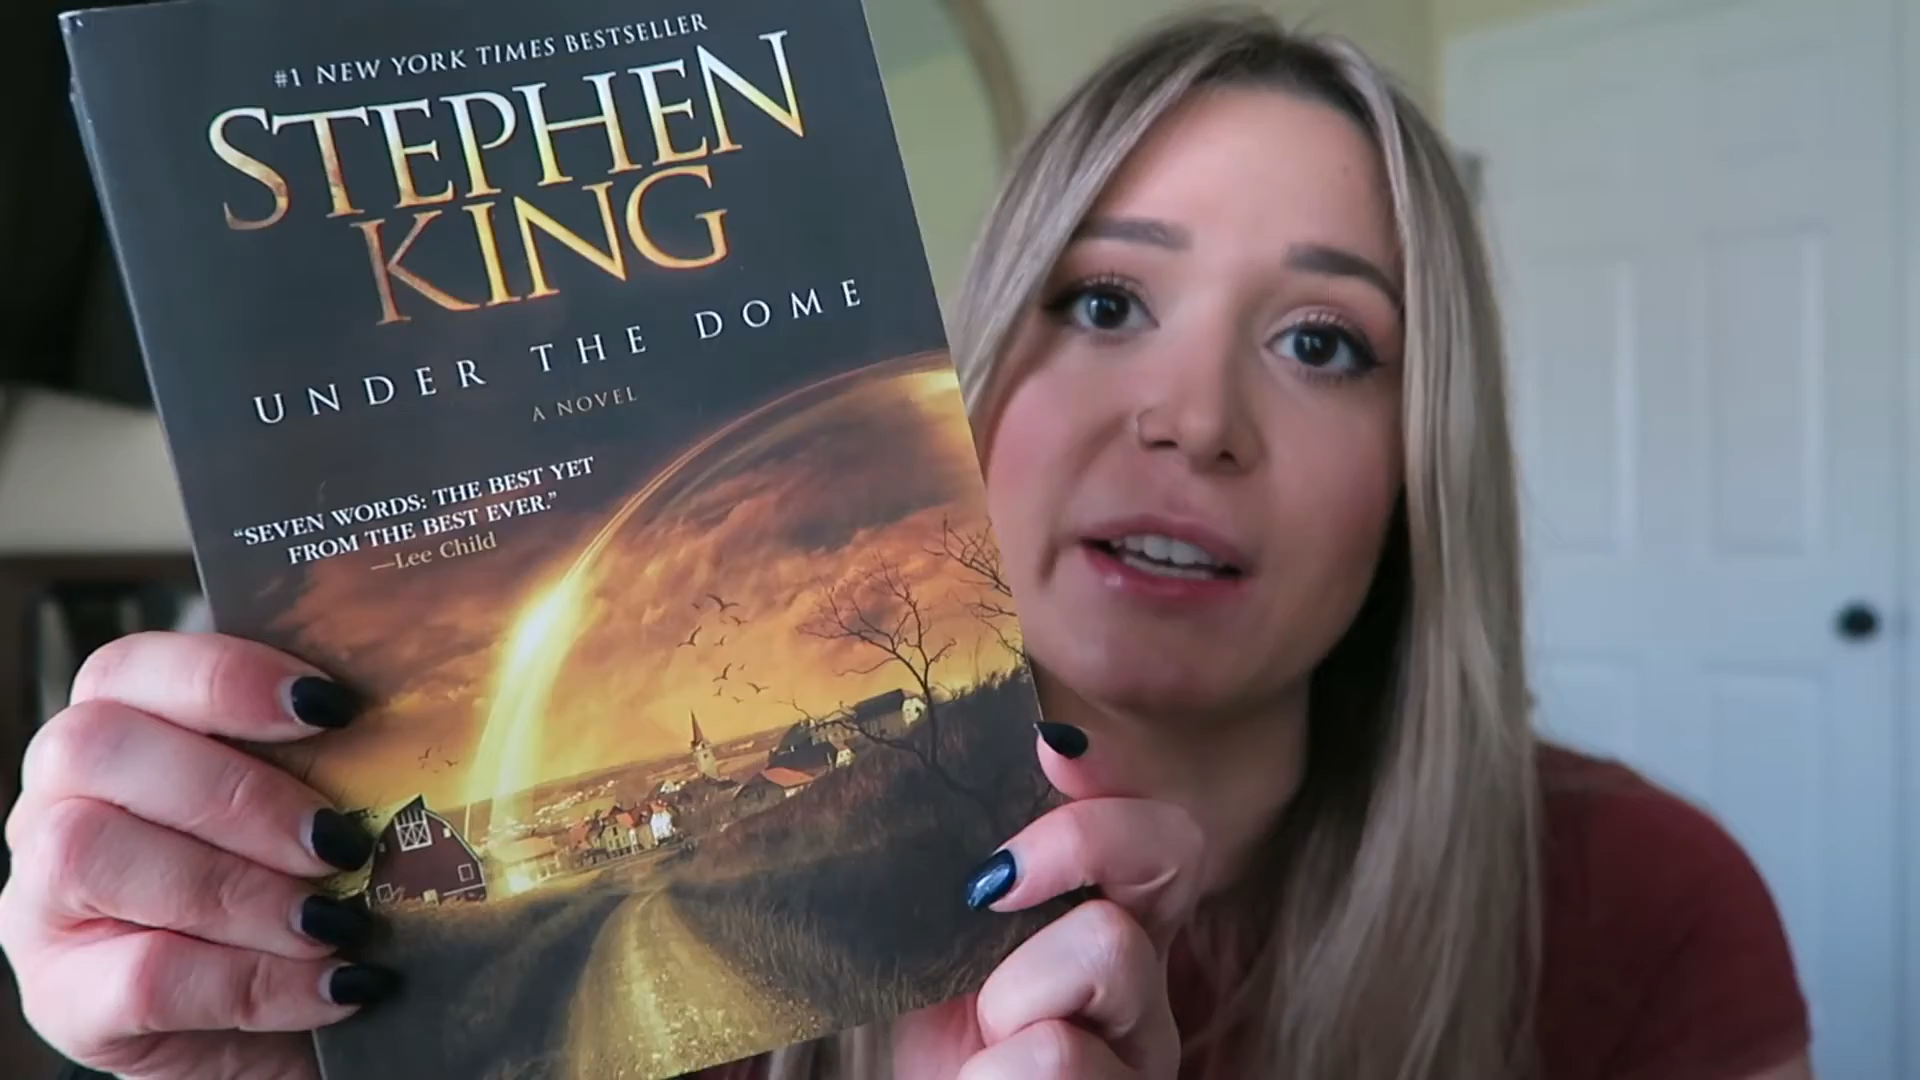 #1 NEW YORK TIMES BESTSELLER
STEPHEN
KING
UNDER THE DOME
A NOVEL
“SEVEN WORDS: THE BEST YET
FROM THE BEST EVER.”
—Lee Child